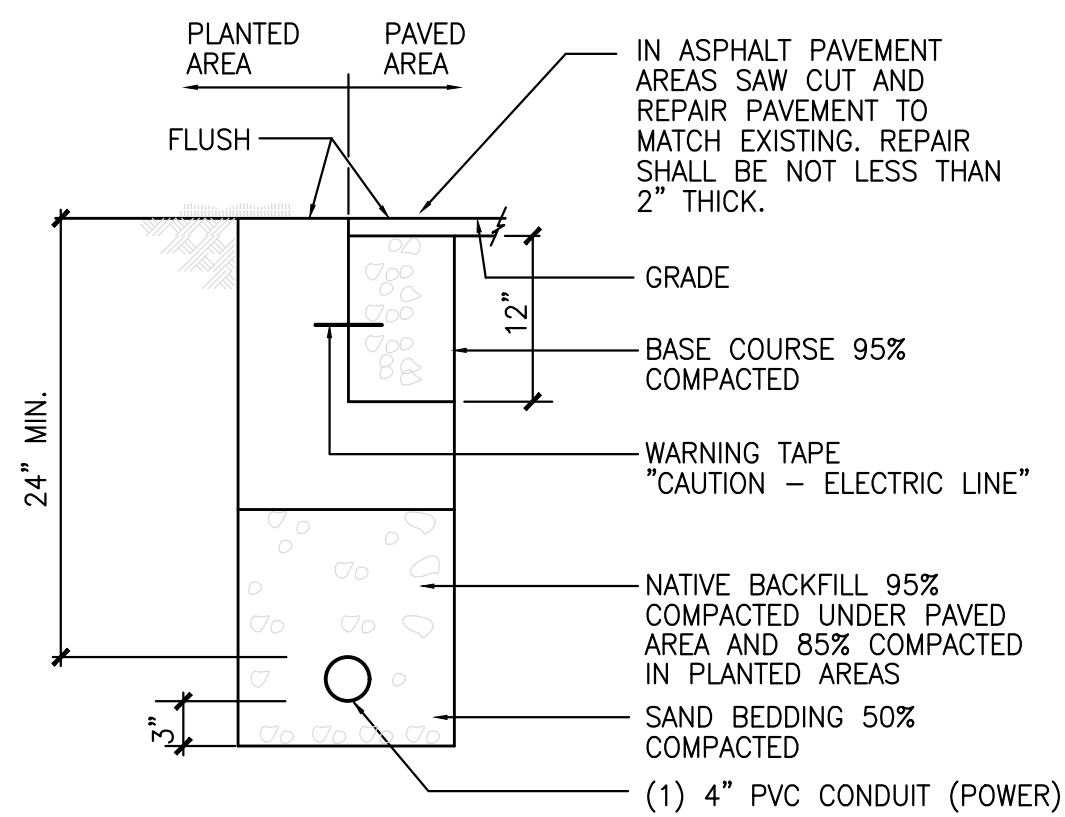 PLANTED
AREA
PAVED
AREA
IN ASPHALT PAVEMENT
AREAS SAW CUT AND
REPAIR PAVEMENT TO
MATCH EXISTING. REPAIR
SHALL BE NOT LESS THAN
2” THICK.
FLUSH
GRADE
12”
BASE COURSE 95%
COMPACTED
24” MIN.
WARNING TAPE
”CAUTION – ELECTRIC LINE”
NATIVE BACKFILL 95%
COMPACTED UNDER PAVED
AREA AND 85% COMPACTED
IN PLANTED AREAS
3”
SAND BEDDING 50%
COMPACTED
(1) 4” PVC CONDUIT (POWER)